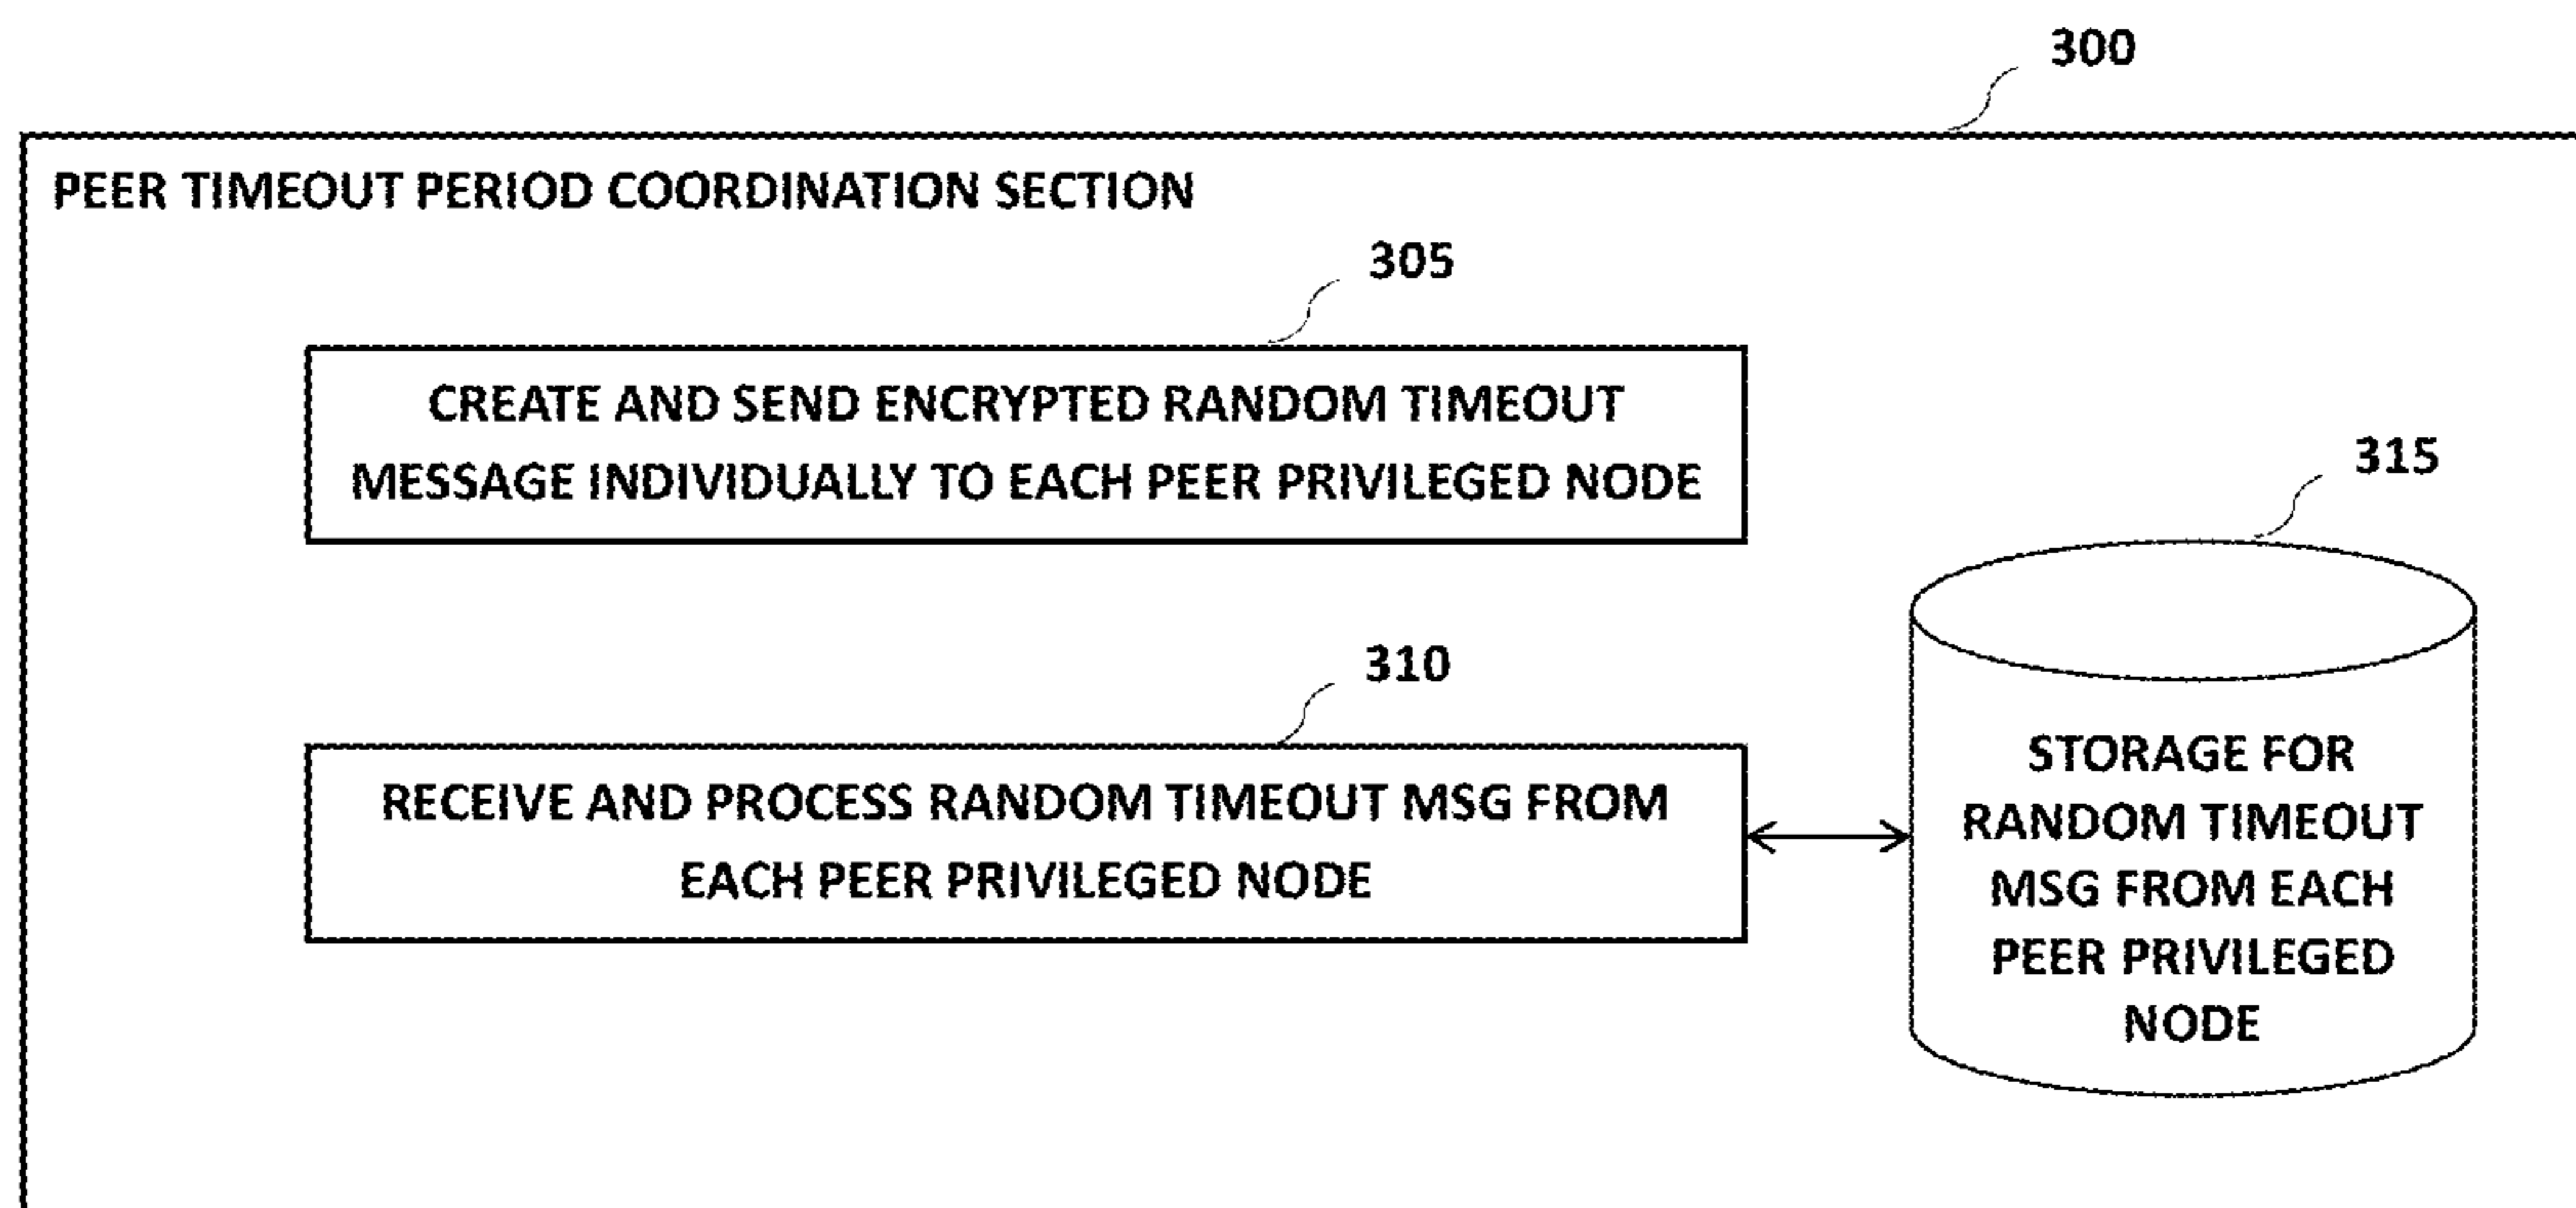 300
PEER TIMEOUT PERIOD COORDINATION SECTION
305
CREATE AND SEND ENCRYPTED RANDOM TIMEOUT
MESSAGE INDIVIDUALLY TO EACH PEER PRIVILEGED NODE
315
310
RECEIVE AND PROCESS RANDOM TIMEOUT MSG FROM
EACH PEER PRIVILEGED NODE
STORAGE FOR
RANDOM TIMEOUT
MSG FROM EACH
PEER PRIVILEGED
NODE